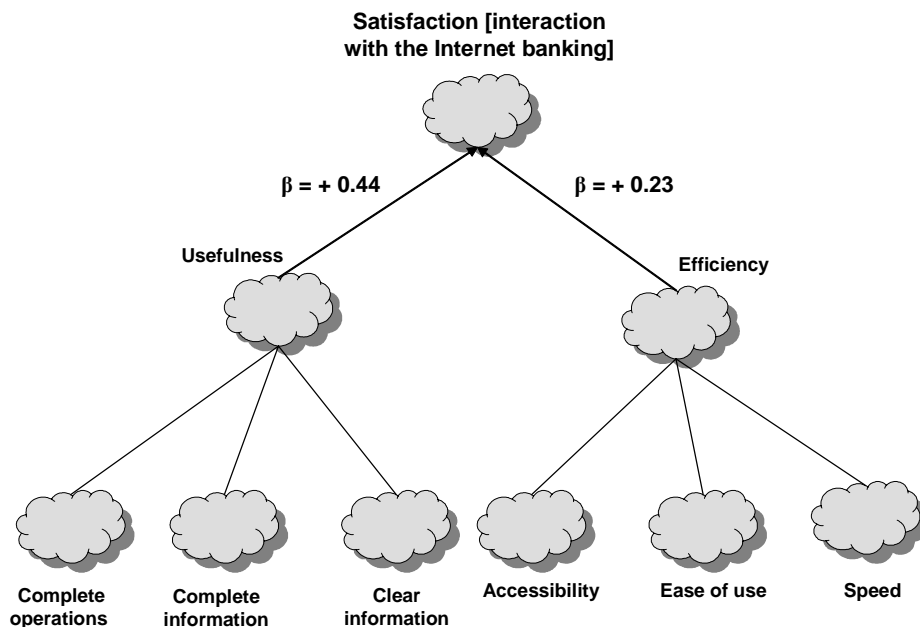 Satisfaction [interaction
with the Internet banking]
β = + 0.44
β = + 0.23
Usefulness
Efficiency
Complete
operations
Complete
information
Clear
information
Accessibility
Ease of use
Speed